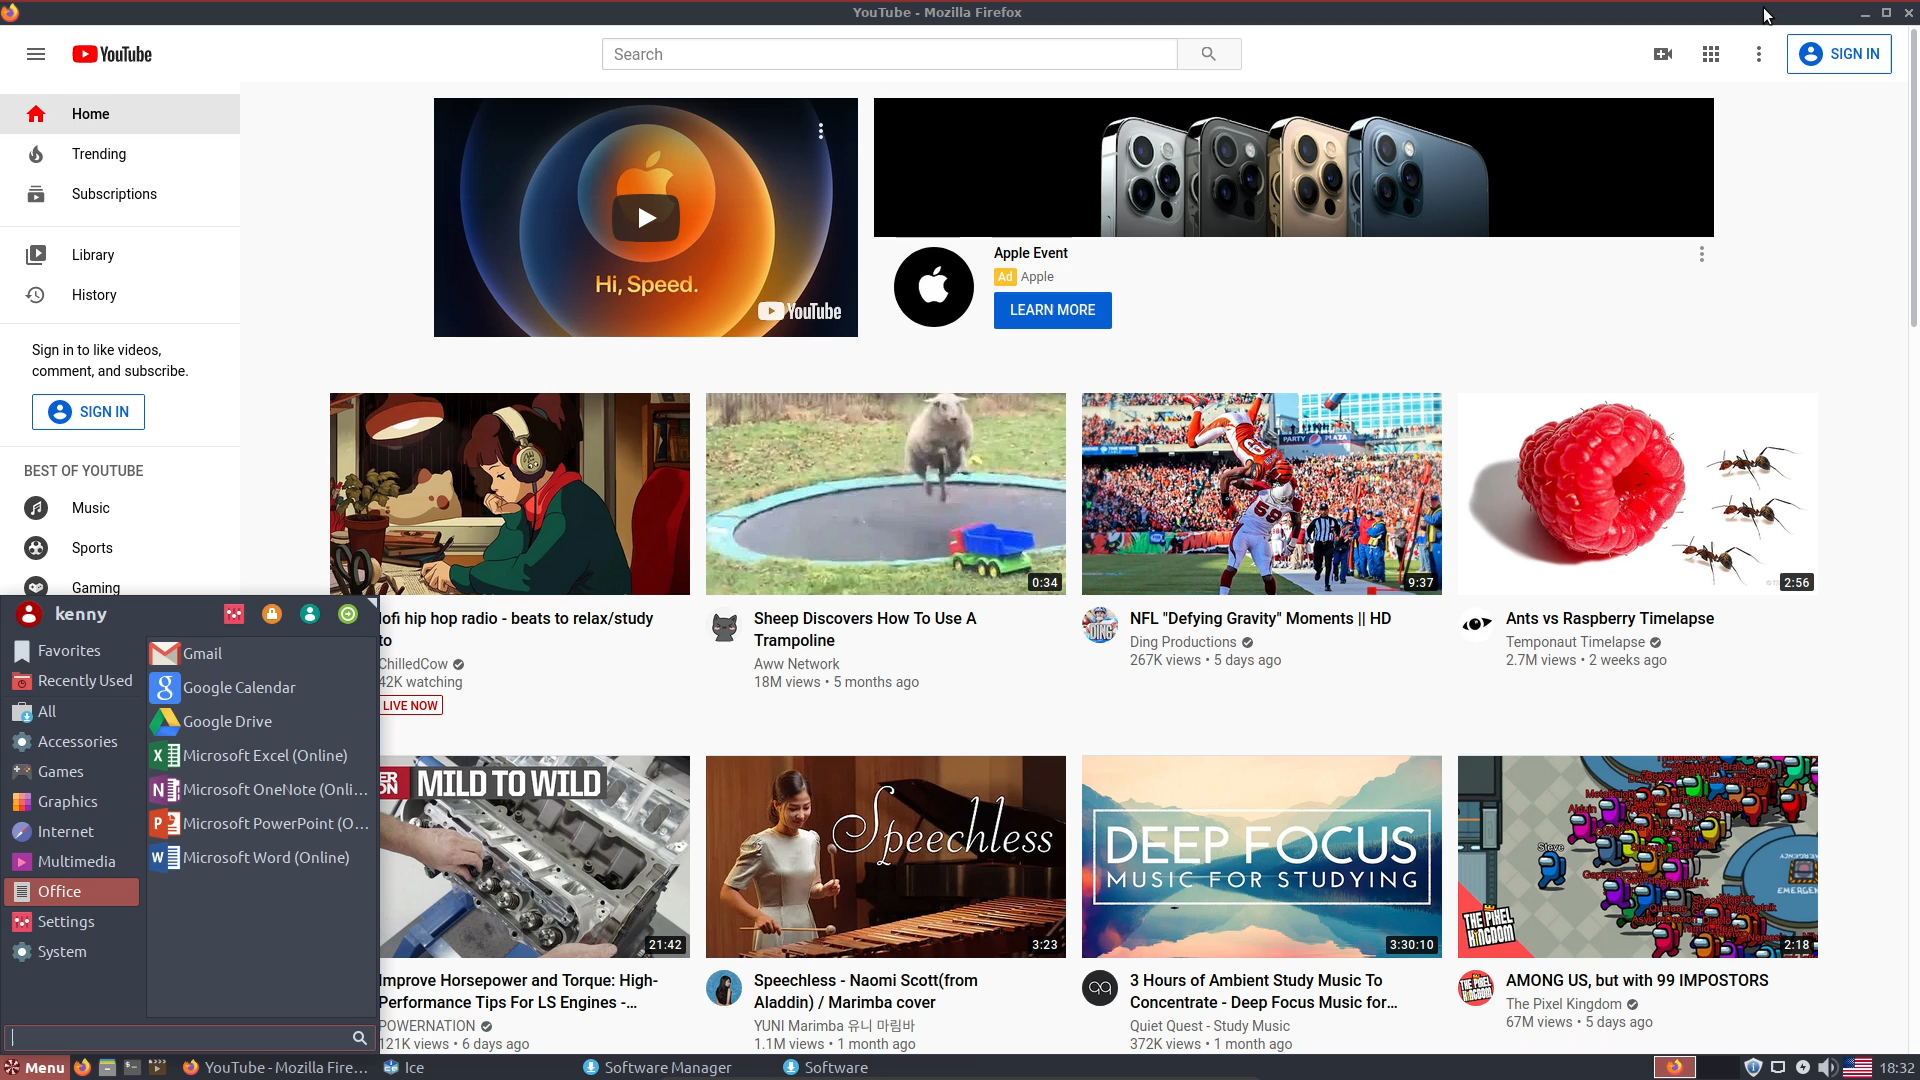 YouTube - Mozilla Firefox
YouTube
Search
SIGN IN
Home
Trending
Subscriptions
Library
History
Sign in to like videos,
comment, and subscribe.
SIGN IN
BEST OF YOUTUBE
Music
Sports
Gaming
Hi, Speed.
YouTube
Apple Event
Ad Apple
LEARN MORE
ofi hip hop radio - beats to relax/study
to
ChilledCow
42K watching
LIVE NOW
0:34
Sheep Discovers How To Use A
Trampoline
Aww Network
18M views • 5 months ago
PARTY PLAZA
58
9:37
DING
NFL "Defying Gravity" Moments || HD
Ding Productions
267K views • 5 days ago
2:56
Ants vs Raspberry Timelapse
Temponaut Timelapse
2.7M views • 2 weeks ago
kenny
Favorites
Recently Used
All
Accessories
Games
Graphics
Internet
Multimedia
Office
Settings
System
Gmail
Google Calendar
Google Drive
Microsoft Excel (Online)
Microsoft OneNote (Onli...
Microsoft PowerPoint (O...
Microsoft Word (Online)
MILD TO WILD
21:42
Improve Horsepower and Torque: High-
Performance Tips For LS Engines -...
POWERNATION
121K views • 6 days ago
Speechless
3:23
Speechless - Naomi Scott(from
Aladdin) / Marimba cover
YUNI Marimba 유니 마림바
1.1M views • 1 month ago
DEEP FOCUS
MUSIC FOR STUDYING
3:30:10
3 Hours of Ambient Study Music To
Concentrate - Deep Focus Music for...
Quiet Quest - Study Music
372K views • 1 month ago
Steve
THE PIXEL
KINGDOM
2:18
AMONG US, but with 99 IMPOSTORS
The Pixel Kingdom
67M views • 5 days ago
Menu
YouTube - Mozilla Fire...
Ice
Software Manager
Software
18:32